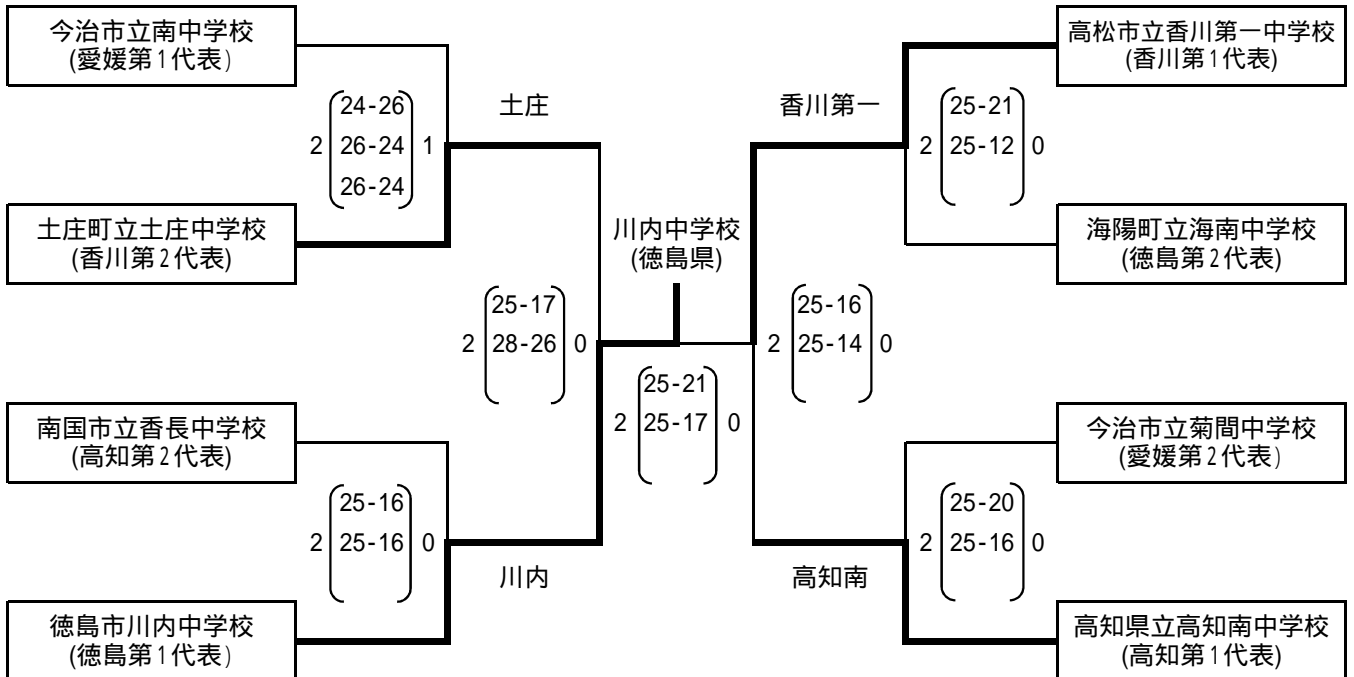 今治市立南中学校
(愛媛第1代表)
高松市立香川第一中学校
(香川第1代表)
土庄
香川第一
24-26
2 26-24 1
26-24
25-21
2 25-12 0
土庄町立土庄中学校
(香川第2代表)
川内中学校
(徳島県)
海陽町立海南中学校
(徳島第2代表)
25-17
2 28-26 0
25-16
2 25-14 0
25-21
2 25-17 0
南国市立香長中学校
(高知第2代表)
今治市立菊間中学校
(愛媛第2代表)
25-16
2 25-16 0
25-20
2 25-16 0
川内
高知南
徳島市川内中学校
(徳島第1代表)
高知県立高知南中学校
(高知第1代表)